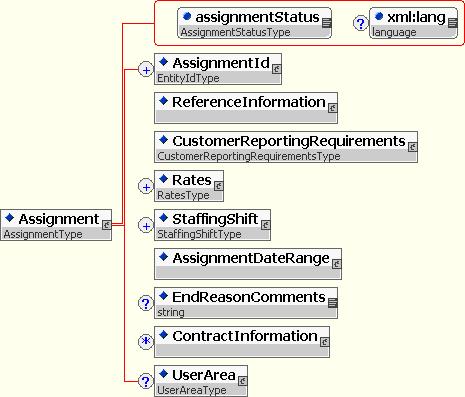 assignmentStatus
AssignmentStatusType
? xml:lang
language
+ AssignmentId
EntityIdType
ReferenceInformation
CustomerReportingRequirements
CustomerReportingRequirementsType
+ Rates
RatesType
Assignment
AssignmentType
+ StaffingShift
StaffingShiftType
AssignmentDateRange
? EndReasonComments
string
* ContractInformation
? UserArea
UserAreaType